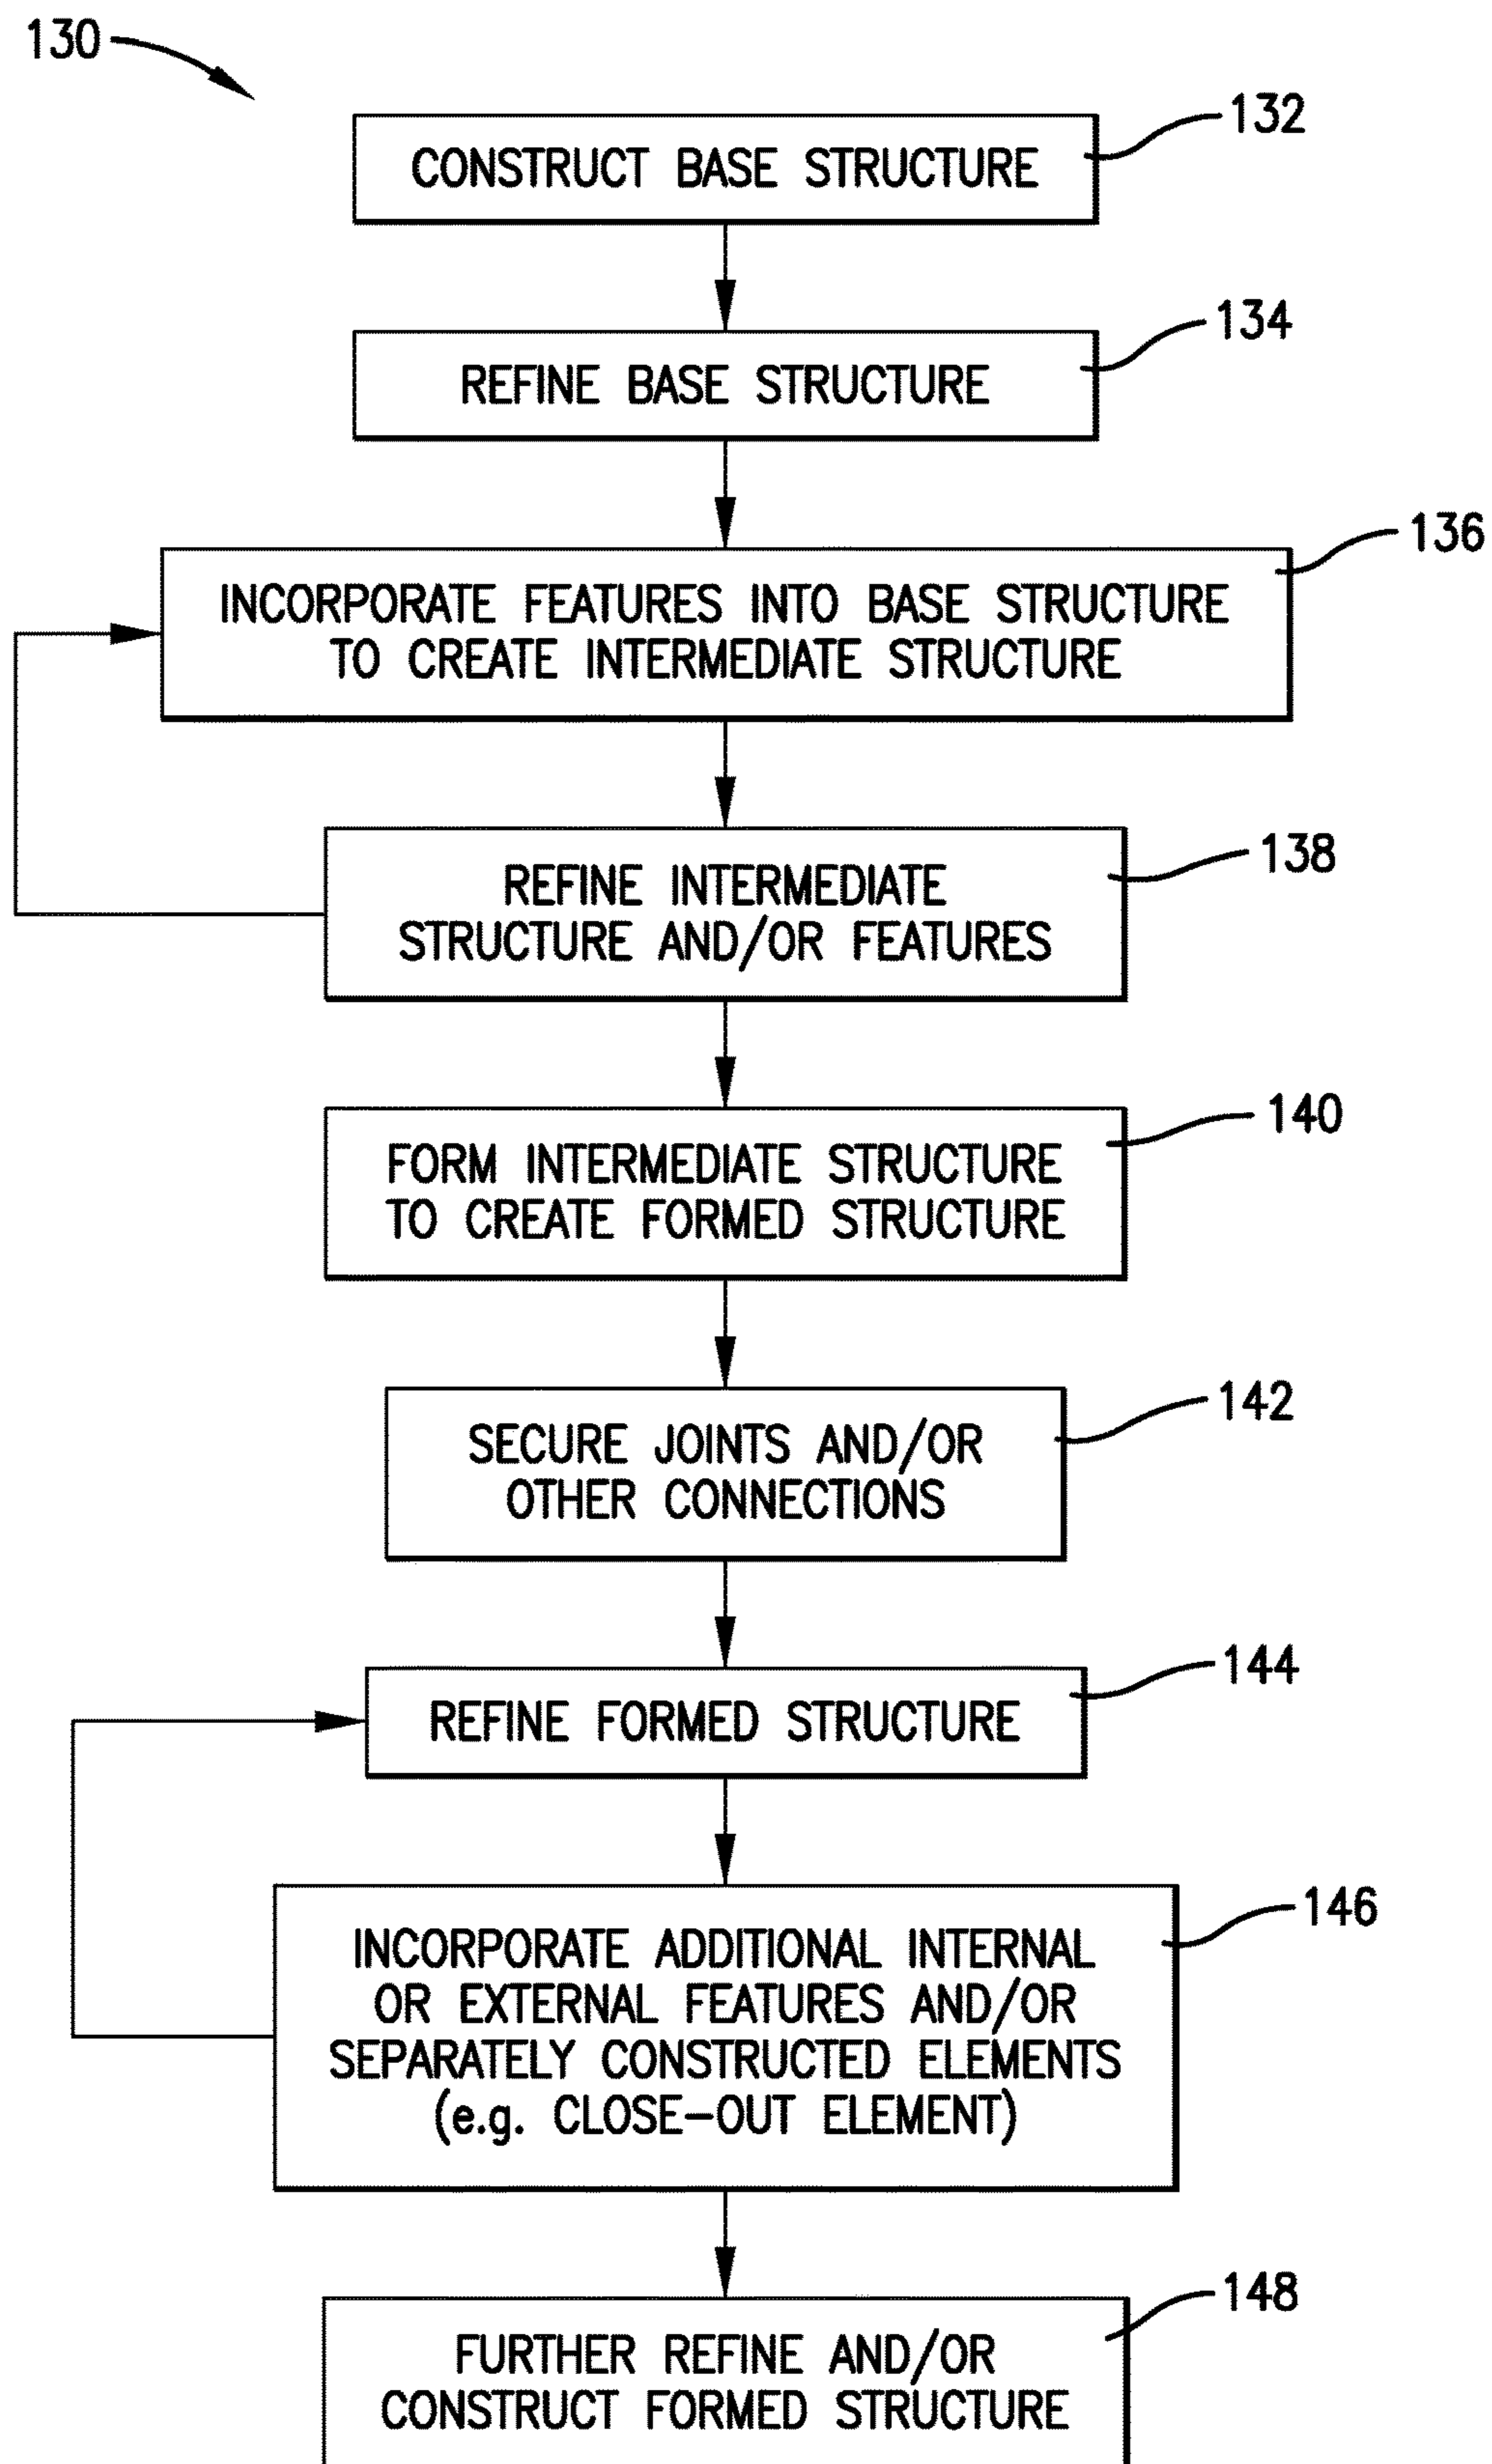 130
132
CONSTRUCT BASE STRUCTURE
134
REFINE BASE STRUCTURE
136
INCORPORATE FEATURES INTO BASE STRUCTURE
TO CREATE INTERMEDIATE STRUCTURE
138
REFINE INTERMEDIATE
STRUCTURE AND/OR FEATURES
140
FORM INTERMEDIATE STRUCTURE
TO CREATE FORMED STRUCTURE
142
SECURE JOINTS AND/OR
OTHER CONNECTIONS
144
REFINE FORMED STRUCTURE
146
INCORPORATE ADDITIONAL INTERNAL
OR EXTERNAL FEATURES AND/OR
SEPARATELY CONSTRUCTED ELEMENTS
(e.g. CLOSE-OUT ELEMENT)
148
FURTHER REFINE AND/OR
CONSTRUCT FORMED STRUCTURE